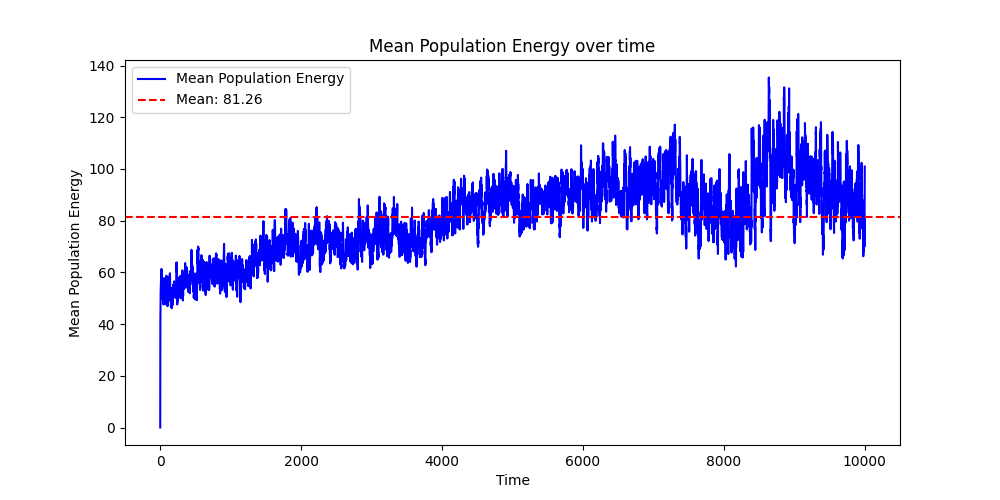 Mean Population Energy over time
Mean Population Energy
Mean: 81.26
140
120
100
80
60
40
20
0
Mean Population Energy
0 2000 4000 6000 8000 10000
Time